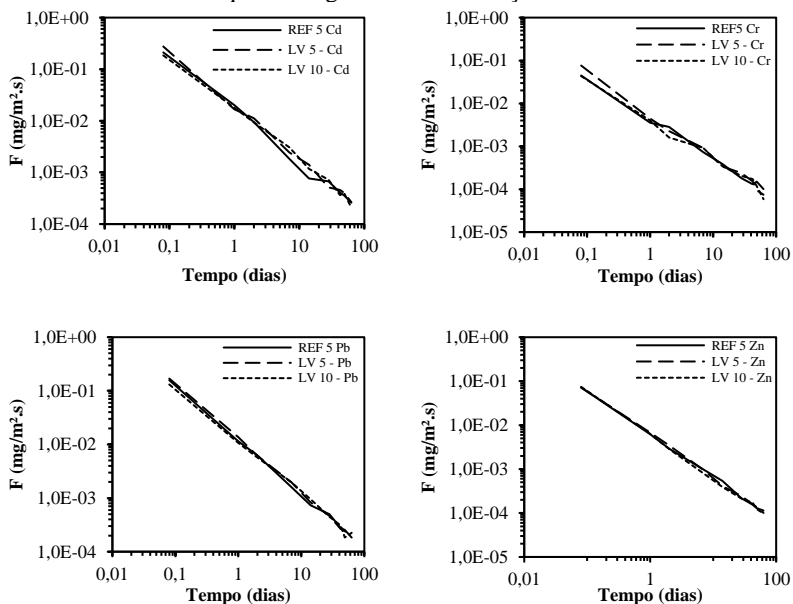 REF 5 Cd
LV 5 - Cd
LV 10 - Cd
1,0E+00
1,0E-01
1,0E-02
1,0E-03
1,0E-04
F (mg/m².s)
0,01
0,1
1
10
100
Tempo (dias)
REF5 Cr
LV 5 - Cr
LV 10 - Cr
1,0E+00
1,0E-01
1,0E-02
1,0E-03
1,0E-04
1,0E-05
F (mg/m².s)
0,01
1
100
Tempo (dias)
REF 5 Pb
LV 5 - Pb
LV 10 - Pb
1,0E+00
1,0E-01
1,0E-02
1,0E-03
1,0E-04
F (mg/m².s)
0,01
0,1
1
10
100
Tempo (dias)
REF 5 Zn
LV 5 - Zn
LV 10 - Zn
1,0E+00
1,0E-01
1,0E-02
1,0E-03
1,0E-04
1,0E-05
F (mg/m².s)
0,01
1
100
Tempo (dias)